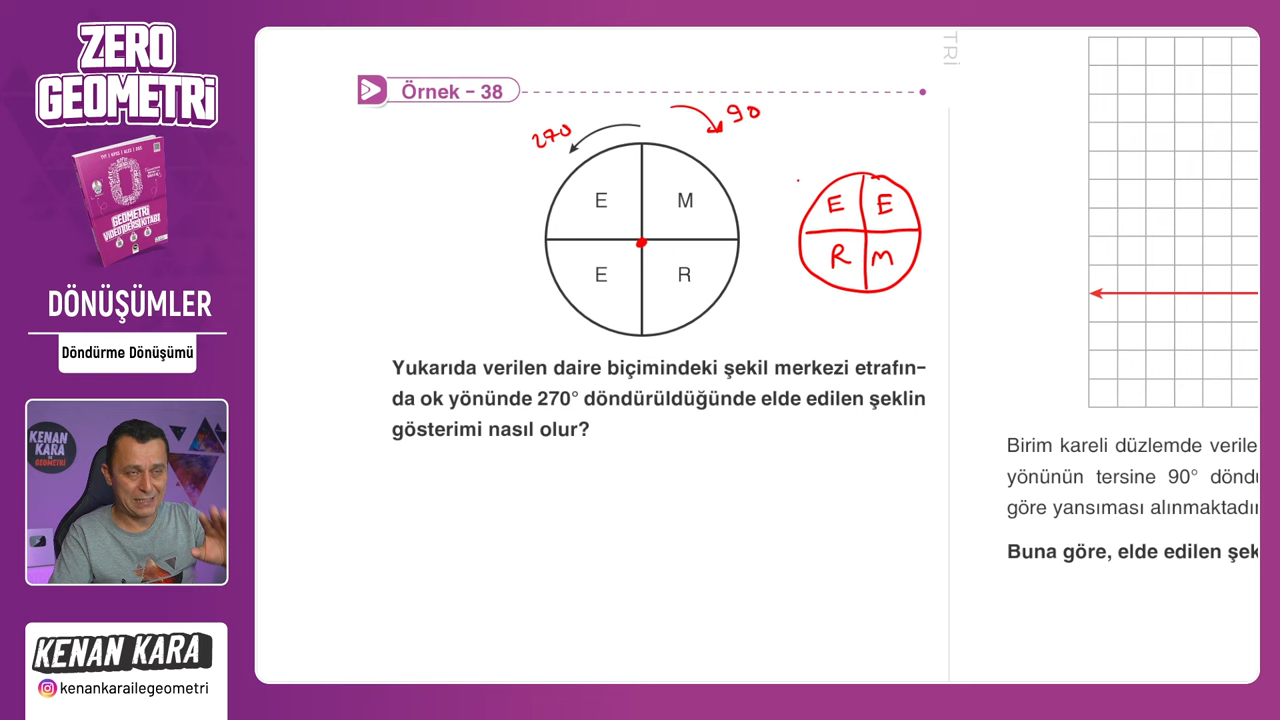 ZERO
GEOMETRİ
GEOMETRİ
VİDEO DERS KİTABI
DÖNÜŞÜMLER
Döndürme Dönüşümü
KENAN
KARA
GEOMETRİ
KENAN KARA
kenankarailegeometri
Örnek - 38
270
90
E M
E R
E E
R M
Yukarıda verilen daire biçimindeki şekil merkezi etrafın-
da ok yönünde 270° döndürüldüğünde elde edilen şeklin
gösterimi nasıl olur?
TRİ
Birim kareli düzlemde verile
yönünün tersine 90° döndü
göre yansıması alınmaktadır
Buna göre, elde edilen şek